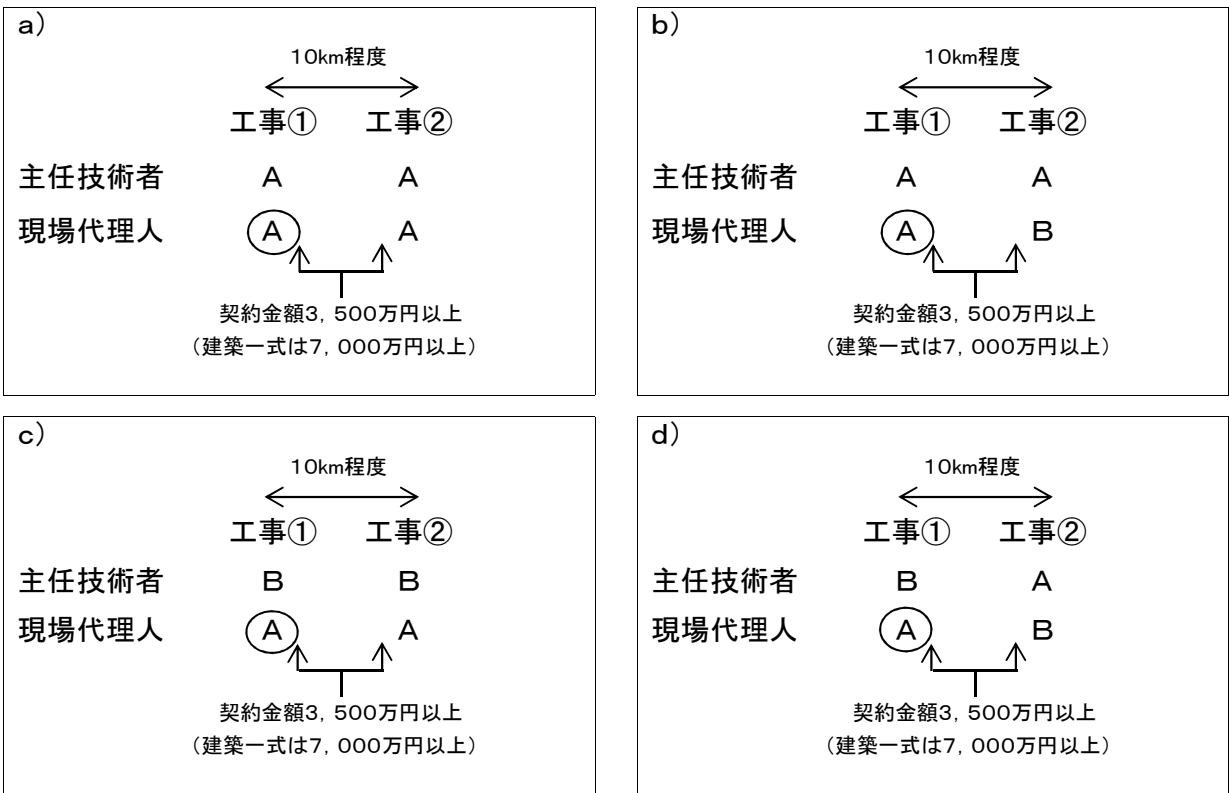 a）
10km程度
工事① 工事②
主任技術者 A A
現場代理人 A A
契約金額3，500万円以上
（建築一式は7，000万円以上）
b）
10km程度
工事① 工事②
主任技術者 A A
現場代理人 A B
契約金額3，500万円以上
（建築一式は7，000万円以上）
c）
10km程度
工事① 工事②
主任技術者 B B
現場代理人 A A
契約金額3，500万円以上
（建築一式は7，000万円以上）
d）
10km程度
工事① 工事②
主任技術者 B A
現場代理人 A B
契約金額3，500万円以上
（建築一式は7，000万円以上）